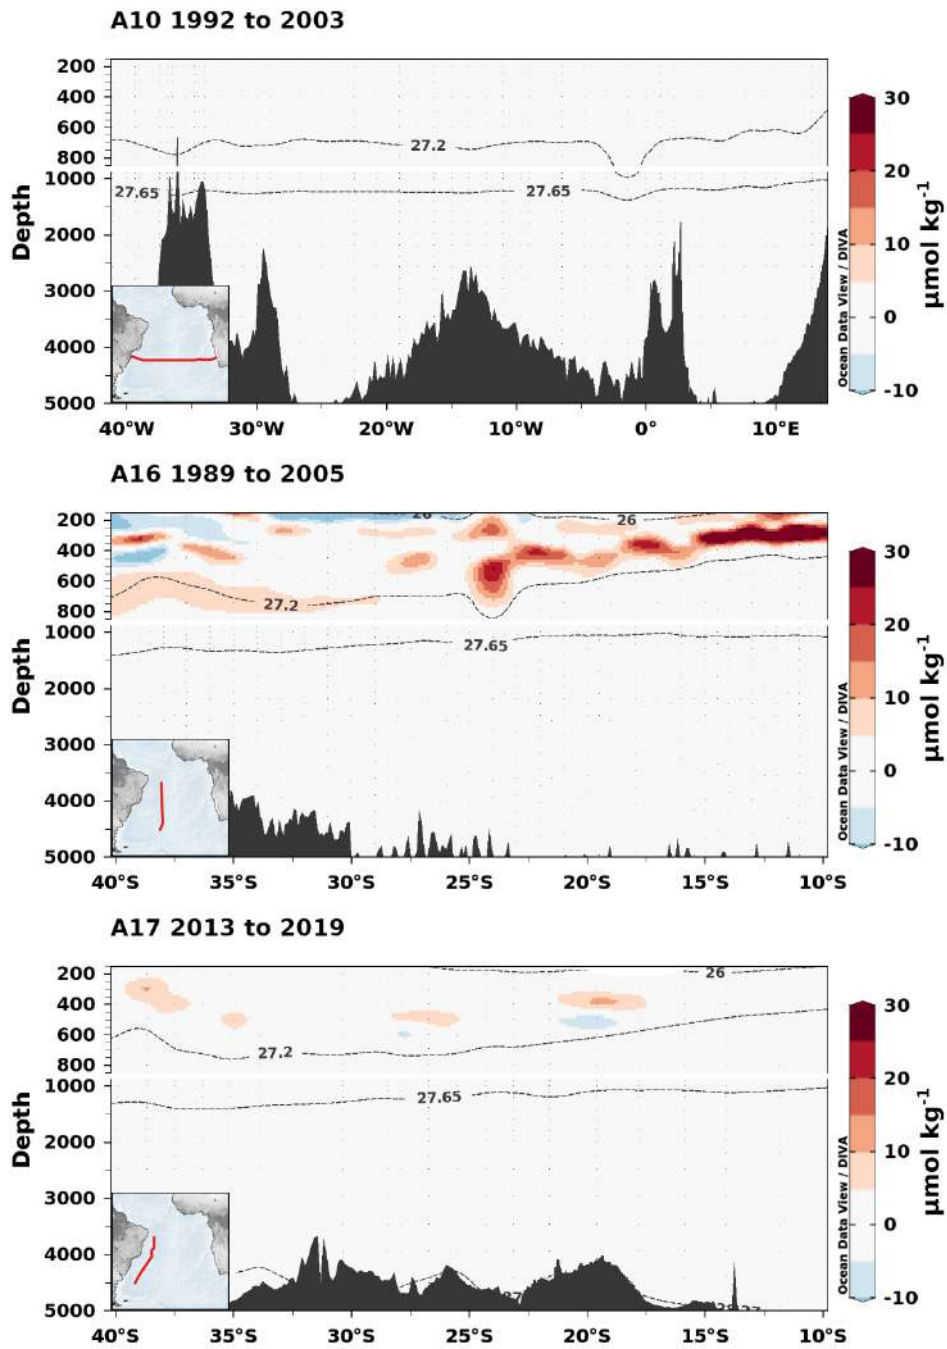 A10 1992 to 2003
200
400
600
800
1000
2000
3000
4000
5000
Depth
27.2
27.65
27.65
40°W
30°W
20°W
10°W
0°
10°E
Ocean Data View / DIVA
30
20
10
0
-10
μmol kg-1
A16 1989 to 2005
200
400
600
800
1000
2000
3000
4000
5000
Depth
26
26
27.2
27.65
40°S
35°S
30°S
25°S
20°S
15°S
10°S
Ocean Data View / DIVA
30
20
10
0
-10
μmol kg-1
A17 2013 to 2019
200
400
600
800
1000
2000
3000
4000
5000
Depth
26
27.2
27.65
40°S
35°S
30°S
25°S
20°S
15°S
10°S
Ocean Data View / DIVA
30
20
10
0
-10
μmol kg-1